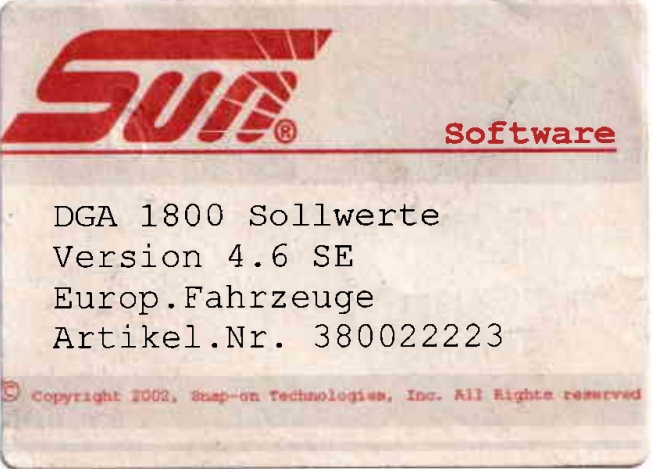 Sun®
Software
DGA 1800 Sollwerte
Version 4.6 SE
Europ.Fahrzeuge
Artikel.Nr. 380022223
© Copyright 2002, Snap-on Technologies, Inc. All Rights reserved